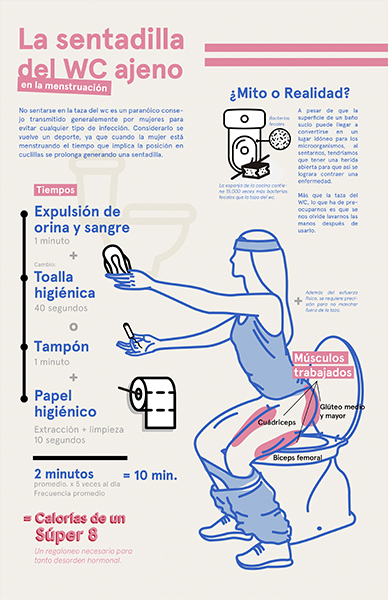 La sentadilla
del WC ajeno
en la menstruación
No sentarse en la taza del wc es un paranóico conse-
jo transmitido generalmente por mujeres para
evitar cualquier tipo de infección. Considerarlo se
vuelve un deporte, ya que cuando la mujer está
menstruando el tiempo que implica la posición en
cuclillas se prolonga generando una sentadilla.
¿Mito o Realidad?
Bacterias
fecales
La esponja de la cocina contie-
ne 19,000 veces más bacterias
fecales que la taza del wc.
A pesar de que la
superficie de un baño
sucio puede llegar a
convertirse en un
lugar idóneo para los
microorganismos, al
sentarnos, tendríamos
que tener una herida
abierta para que así se
lograra contraer una
enfermedad.
Más que la taza del
WC, lo que ha de pre-
ocuparnos es que se
nos olvide lavarnos las
manos después de
usarlo.
Tiempos
Expulsión de
orina y sangre
1 minuto
+
Cambio:
Toalla
higiénica
40 segundos
o
Tampón
1 minuto
+
Papel
higiénico
Extracción + limpieza
10 segundos
+
Además del esfuerzo
físico, se requiere preci-
sión para no manchar
fuera de la taza.
Músculos
trabajados
Glúteo medio
y mayor
Cuádriceps
Bíceps femoral
2 minutos
promedio. x 5 veces al día
Frecuencia promedio
= 10 min.
= Calorías de un
Súper 8
Un regaloneo necesario para
tanto desorden hormonal.